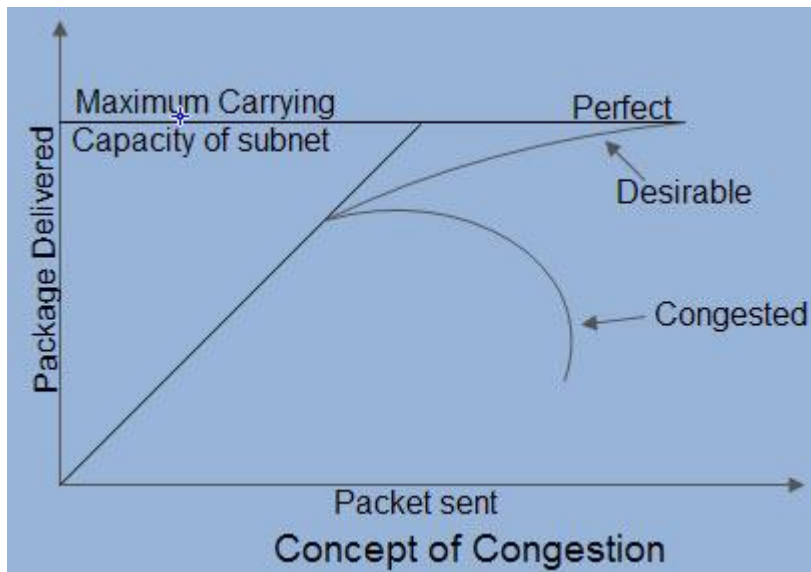 Maximum Carrying
Capacity of subnet
Perfect
Desirable
Congested
Package Delivered
Packet sent
Concept of Congestion